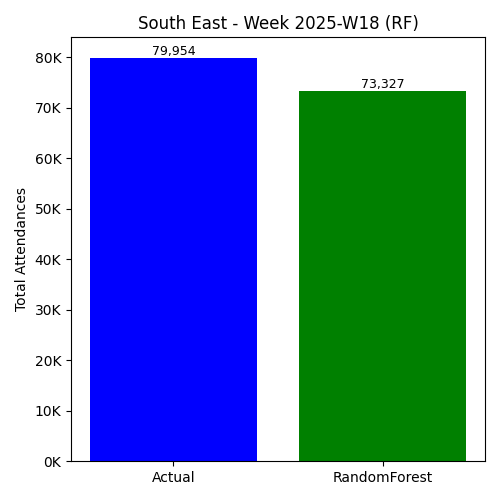 South East - Week 2025-W18 (RF)
79,954
73,327
80K
70K
60K
50K
40K
30K
20K
10K
0K
Total Attendances
Actual
RandomForest